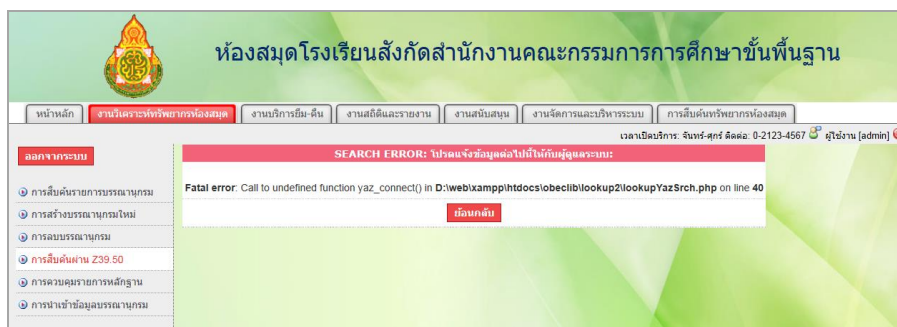 ห้องสมุดโรงเรียนสังกัดสำนักงานคณะกรรมการการศึกษาขั้นพื้นฐาน
หน้าหลัก งานวิเคราะห์ทรัพยากรห้องสมุด งานบริการยืม-คืน งานสถิติและรายงาน งานสนับสนุน งานจัดการและบริหารระบบ การสืบค้นทรัพยากรห้องสมุด
เวลาเปิดบริการ: จันทร์-ศุกร์ ติดต่อ: 0-2123-4567 ผู้ใช้งาน [admin]
ออกจากระบบ
SEARCH ERROR: โปรดแจ้งข้อมูลต่อไปนี้ให้กับผู้ดูแลระบบ:
Fatal error: Call to undefined function yaz_connect() in D:\web\xampp\htdocs\obeclib\lookup2\lookupYazSrch.php on line 40
ย้อนกลับ
การสืบค้นรายการบรรณานุกรม
การสร้างบรรณานุกรมใหม่
การลบบรรณานุกรม
การสืบค้นผ่าน Z39.50
การควบคุมรายการหลักฐาน
การนำเข้าข้อมูลบรรณานุกรม